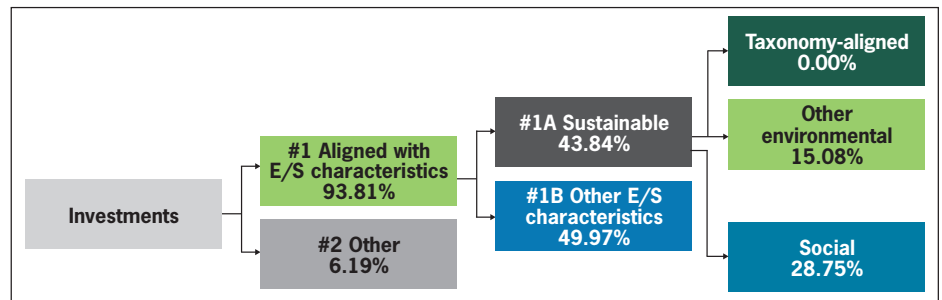 Investments
#1 Aligned with
E/S characteristics
93.81%
#2 Other
6.19%
#1A Sustainable
43.84%
#1B Other E/S
characteristics
49.97%
Taxonomy-aligned
0.00%
Other
environmental
15.08%
Social
28.75%